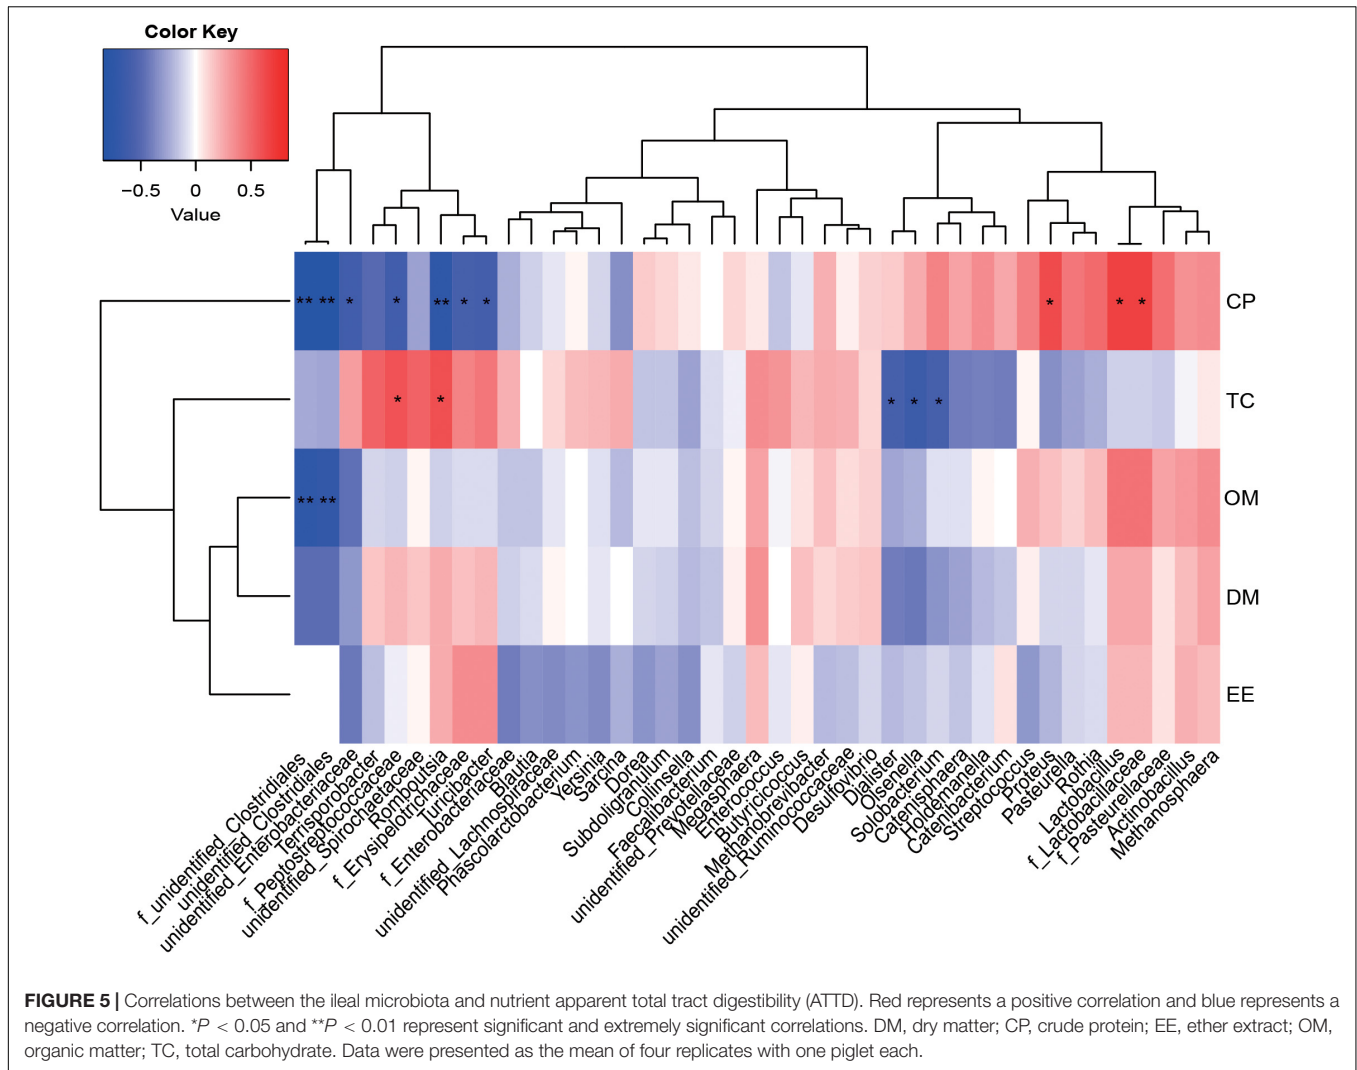 Color Key
−0.5 0 0.5
Value
** ** * * ** * * * * * CP
* * * * * TC
** ** OM
DM
EE
f_unidentified_Clostridiales
unidentified_Clostridiales
unidentified_Enterobacteriaceae
Terrisporobacter
f_Peptostreptococcaceae
unidentified_Spirochaetaceae
Romboutsia
f_Erysipelotrichaceae
Turicibacter
f_Enterobacteriaceae
Blautia
unidentified_Lachnospiraceae
Phascolarctobacterium
Yersinia
Sarcina
Dorea
Subdoligranulum
Collinsella
Faecalibacterium
unidentified_Prevotellaceae
Megasphaera
Enterococcus
Butyricicoccus
Methanobrevibacter
unidentified_Ruminococcaceae
Desulfovibrio
Dialister
Olsenella
Solobacterium
Catenisphaera
Holdemanella
Catenibacterium
Streptococcus
Proteus
Pasteurella
Rothia
Lactobacillus
f_Lactobacillaceae
f_Pasteurellaceae
Actinobacillus
Methanosphaera
FIGURE 5 | Correlations between the ileal microbiota and nutrient apparent total tract digestibility (ATTD). Red represents a positive correlation and blue represents a
negative correlation. *P < 0.05 and **P < 0.01 represent significant and extremely significant correlations. DM, dry matter; CP, crude protein; EE, ether extract; OM,
organic matter; TC, total carbohydrate. Data were presented as the mean of four replicates with one piglet each.